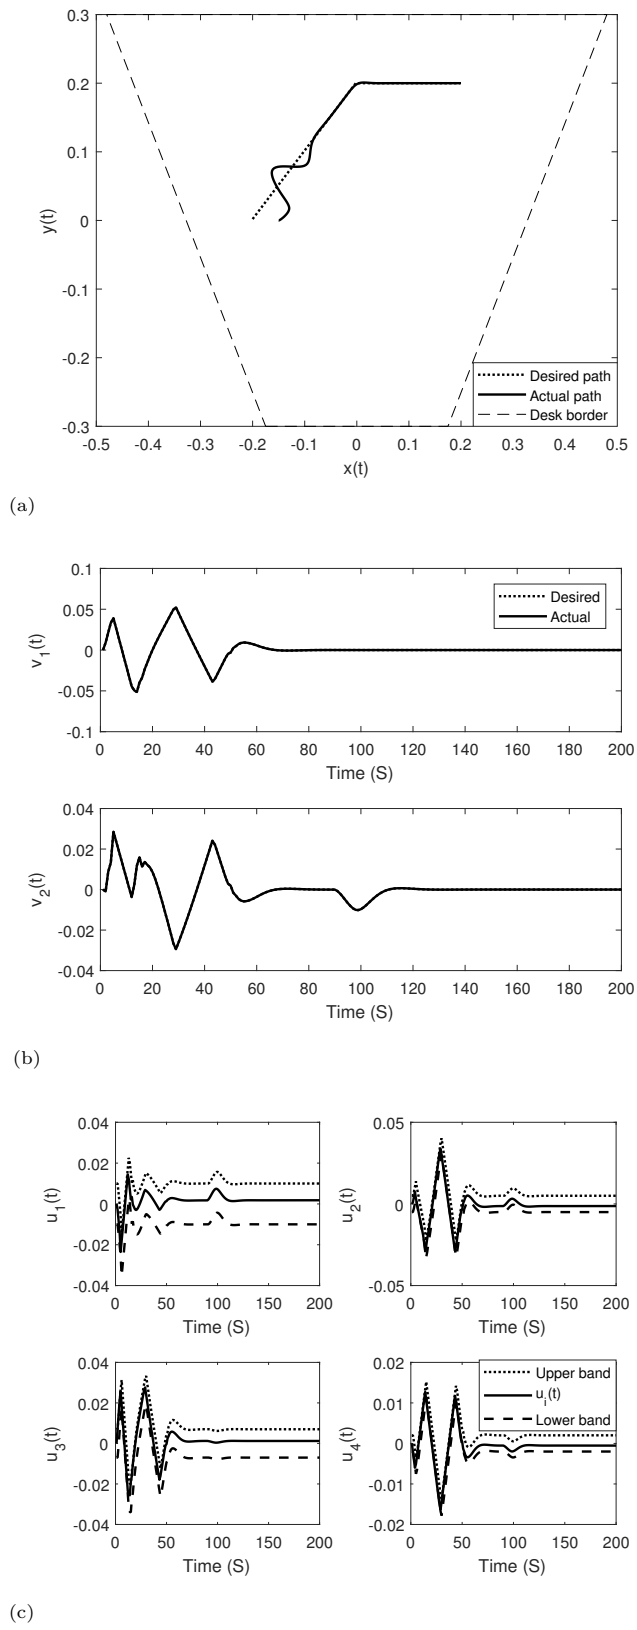 0.3
0.2
0.1
0
-0.1
-0.2
-0.3
y(t)
-0.5 -0.4 -0.3 -0.2 -0.1 0 0.1 0.2 0.3 0.4 0.5
x(t)
Desired path
Actual path
Desk border
(a)
0.1
0.05
0
-0.05
-0.1
v1(t)
0 20 40 60 80 100 120 140 160 180 200
Time (S)
Desired
Actual
0.04
0.02
0
-0.02
-0.04
v2(t)
0 20 40 60 80 100 120 140 160 180 200
Time (S)
(b)
0.04
0.02
0
-0.02
-0.04
u1(t)
0 50 100 150 200
Time (S)
0.05
0
-0.05
u2(t)
0 50 100 150 200
Time (S)
0.04
0.02
0
-0.02
-0.04
u3(t)
0 50 100 150 200
Time (S)
0.02
0.01
0
-0.01
-0.02
u4(t)
0 50 100 150 200
Time (S)
Upper band
ui(t)
Lower band
(c)